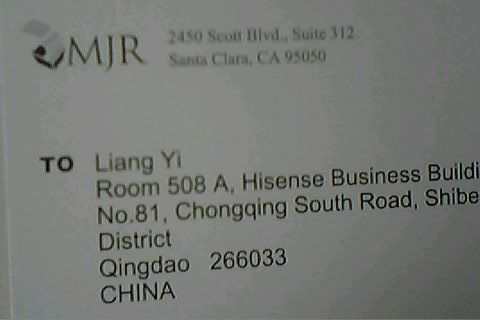 MJR
2450 Scott Blvd., Suite 312
Santa Clara, CA 95050
TO Liang Yi
Room 508 A, Hisense Business Buildi
No.81, Chongqing South Road, Shibe
District
Qingdao 266033
CHINA